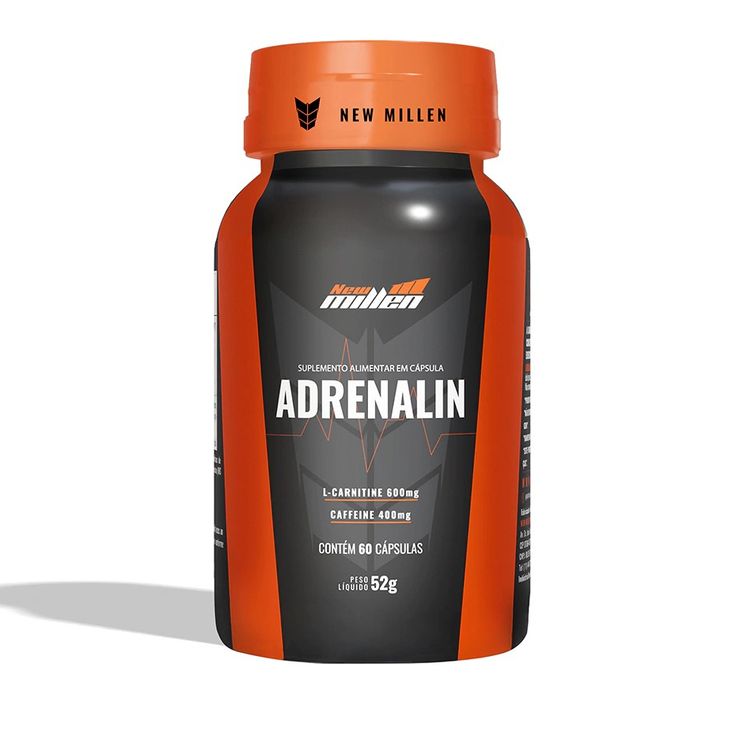 NEW MILLEN
New
millen
SUPLEMENTO ALIMENTAR EM CÁPSULA
ADRENALIN
L-CARNITINE 600mg
CAFFEINE 400mg
CONTÉM 60 CÁPSULAS
PESO
LÍQUIDO 52g